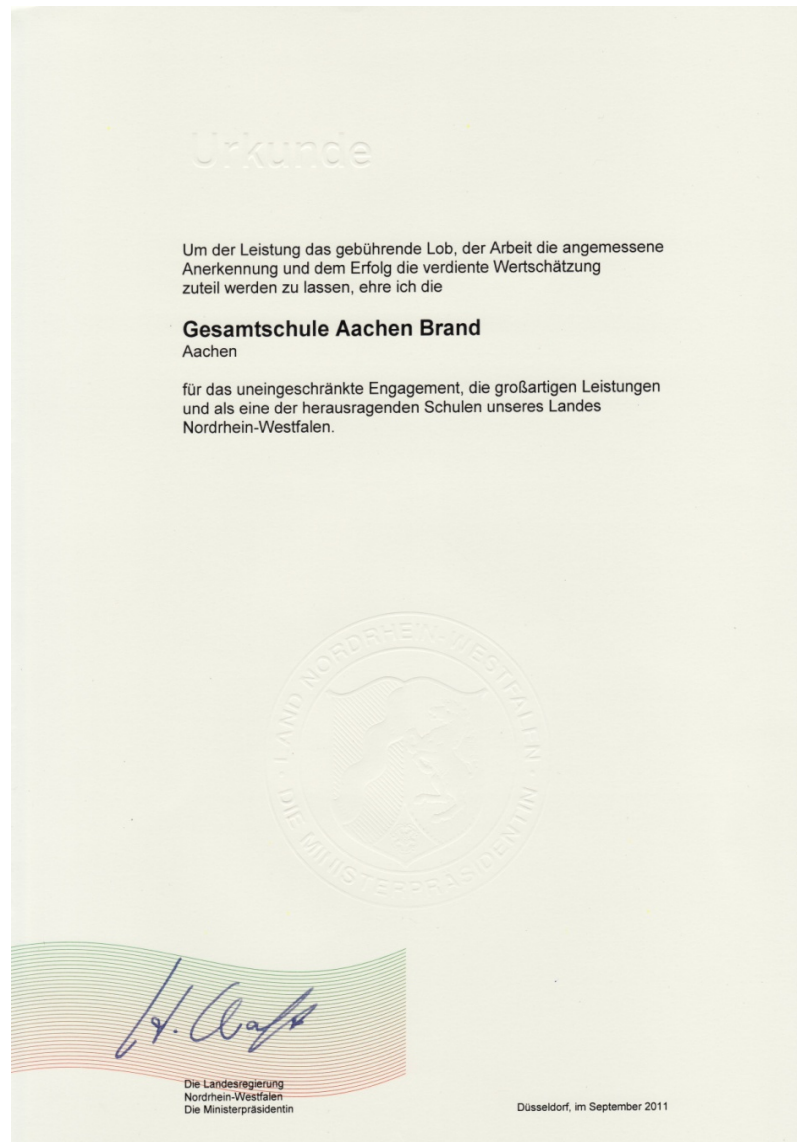 Urkunde
Um der Leistung das gebührende Lob, der Arbeit die angemessene
Anerkennung und dem Erfolg die verdiente Wertschätzung
zuteil werden zu lassen, ehre ich die
Gesamtschule Aachen Brand
Aachen
für das uneingeschränkte Engagement, die großartigen Leistungen
und als eine der herausragenden Schulen unseres Landes
Nordrhein-Westfalen.
LAND NORDRHEIN-WESTFALEN
DIE MINISTERPRÄSIDENTIN
H. Kraft
Die Landesregierung
Nordrhein-Westfalen
Die Ministerpräsidentin
Düsseldorf, im September 2011